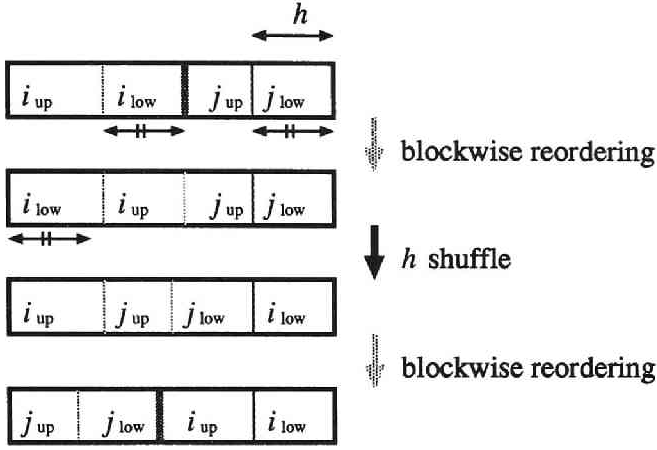 h
i up i low j up j low
blockwise reordering
i low i up j up j low
h shuffle
i up j up j low i low
blockwise reordering
j up j low i up i low